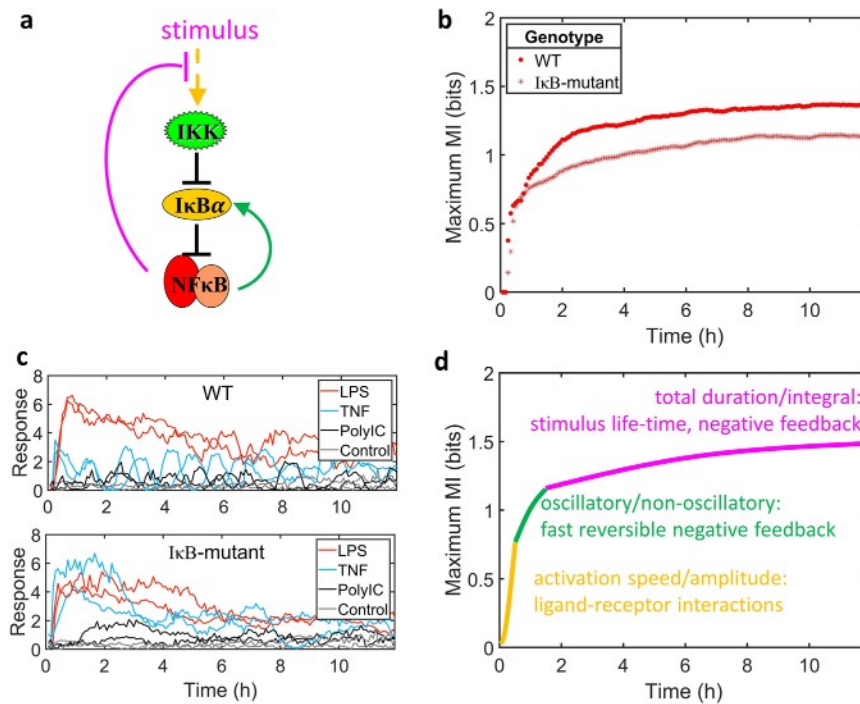 a
stimulus
IKK
IκBα
NFκB
b
Maximum MI (bits)
2
1.5
1
0.5
0
Genotype
WT
IκB-mutant
0 2 4 6 8 10
Time (h)
c
Response
8
6
4
2
0
WT
LPS
TNF
PolyIC
Control
0 2 4 6 8 10
Response
8
6
4
2
0
IκB-mutant
LPS
TNF
PolyIC
Control
0 2 4 6 8 10
Time (h)
d
Maximum MI (bits)
2
1.5
1
0.5
0
total duration/integral:
stimulus life-time, negative feedback
oscillatory/non-oscillatory:
fast reversible negative feedback
activation speed/amplitude:
ligand-receptor interactions
0 2 4 6 8 10
Time (h)